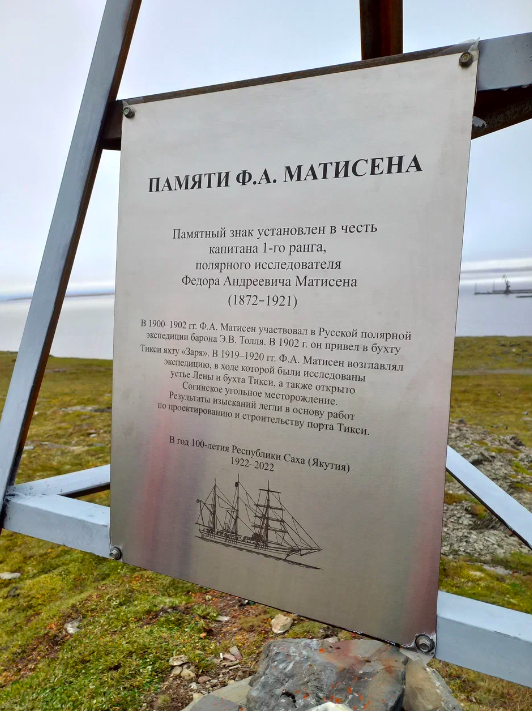 ПАМЯТИ Ф.А. МАТИСЕНА
Памятный знак установлен в честь
капитана 1-го ранга,
полярного исследователя
Федора Андреевича Матисена
(1872-1921)
В 1900–1902 гг. Ф.А. Матисен участвовал в Русской полярной
экспедиции барона Э.В. Толля. В 1902 г. он привел в бухту
Тикси яхту «Заря». В 1919–1920 гг. Ф.А. Матисен возглавлял
экспедицию, в ходе которой были исследованы
устье Лены и бухта Тикси, а также открыто
Согинское угольное месторождение.
Результаты изысканий легли в основу работ
по проектированию и строительству порта Тикси.
В год 100-летия Республики Саха (Якутия)
1922–2022